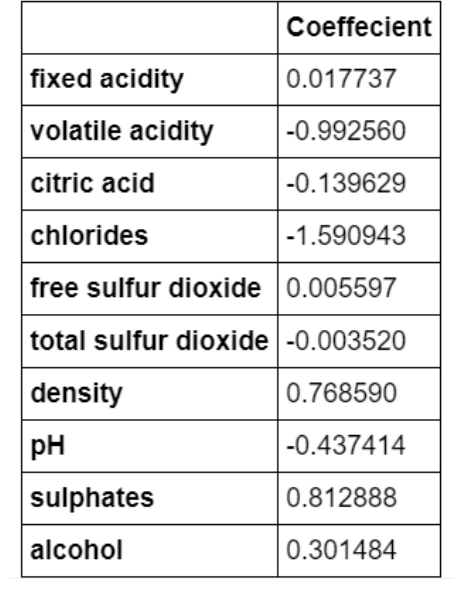 Coeffecient
fixed acidity 0.017737
volatile acidity -0.992560
citric acid -0.139629
chlorides -1.590943
free sulfur dioxide 0.005597
total sulfur dioxide -0.003520
density 0.768590
pH -0.437414
sulphates 0.812888
alcohol 0.301484